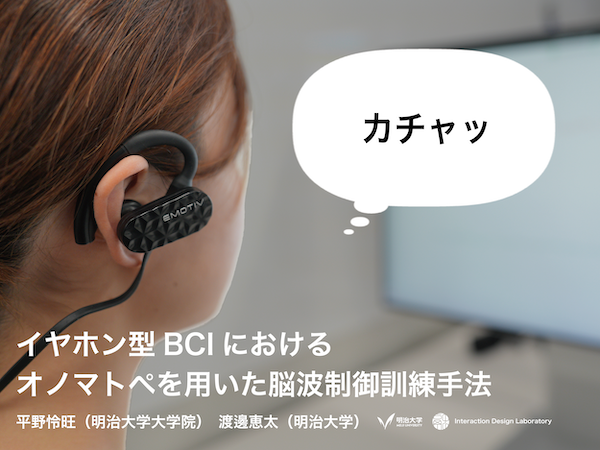 カチャッ
EMOTIV
イヤホン型 BCI における
オノマトペを用いた脳波制御訓練手法
平野怜旺（明治大学大学院） 渡邊恵太（明治大学） 明治大学 MEIJI UNIVERSITY Interaction Design Laboratory